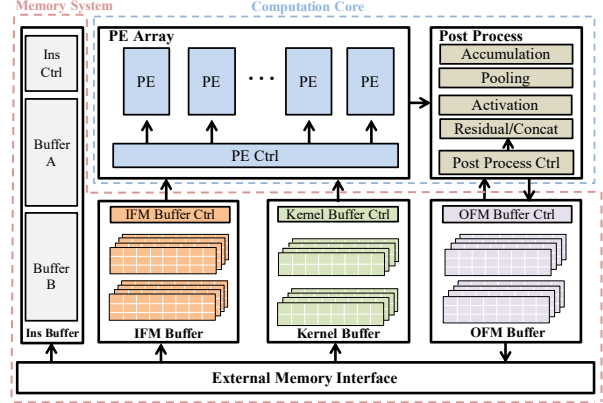 Memory System
Computation Core
Ins
Ctrl
Buffer
A
Buffer
B
Ins Buffer
PE Array
PE
PE
· · ·
PE
PE
PE Ctrl
Post Process
Accumulation
Pooling
Activation
Residual/Concat
Post Process Ctrl
IFM Buffer Ctrl
IFM Buffer
Kernel Buffer Ctrl
Kernel Buffer
OFM Buffer Ctrl
OFM Buffer
External Memory Interface